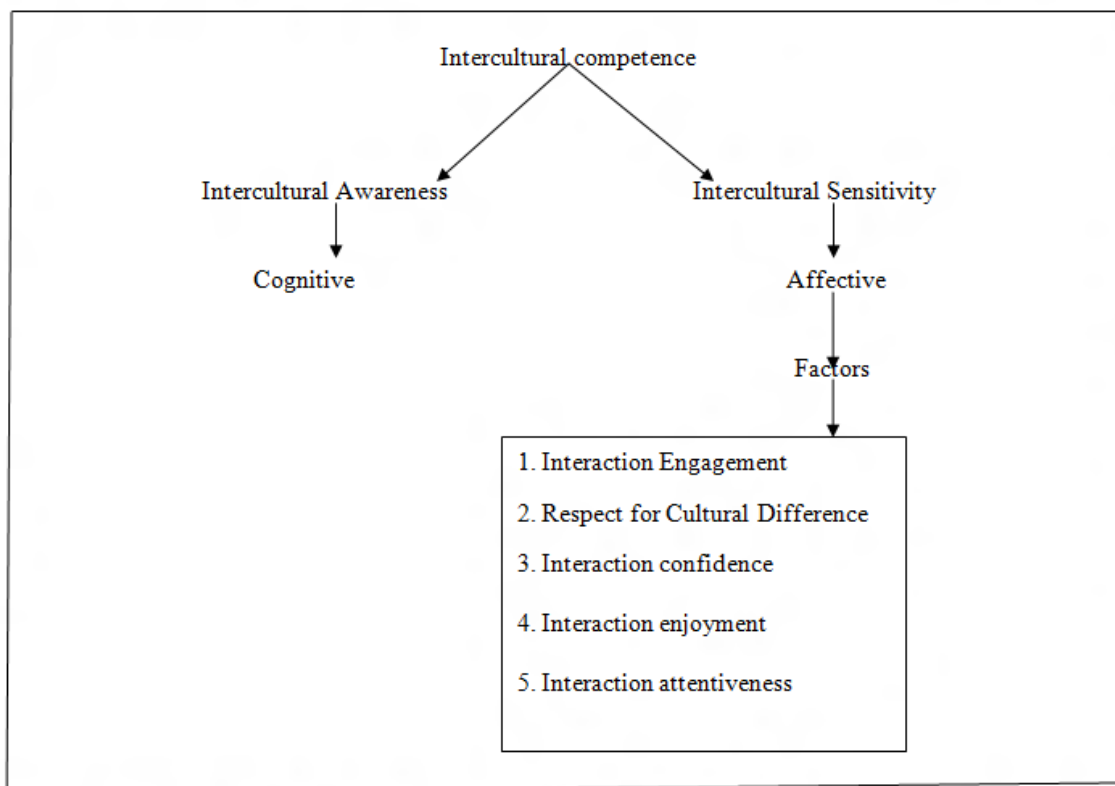 Intercultural competence
Intercultural Awareness
Intercultural Sensitivity
Cognitive
Affective
Factors
1. Interaction Engagement
2. Respect for Cultural Difference
3. Interaction confidence
4. Interaction enjoyment
5. Interaction attentiveness